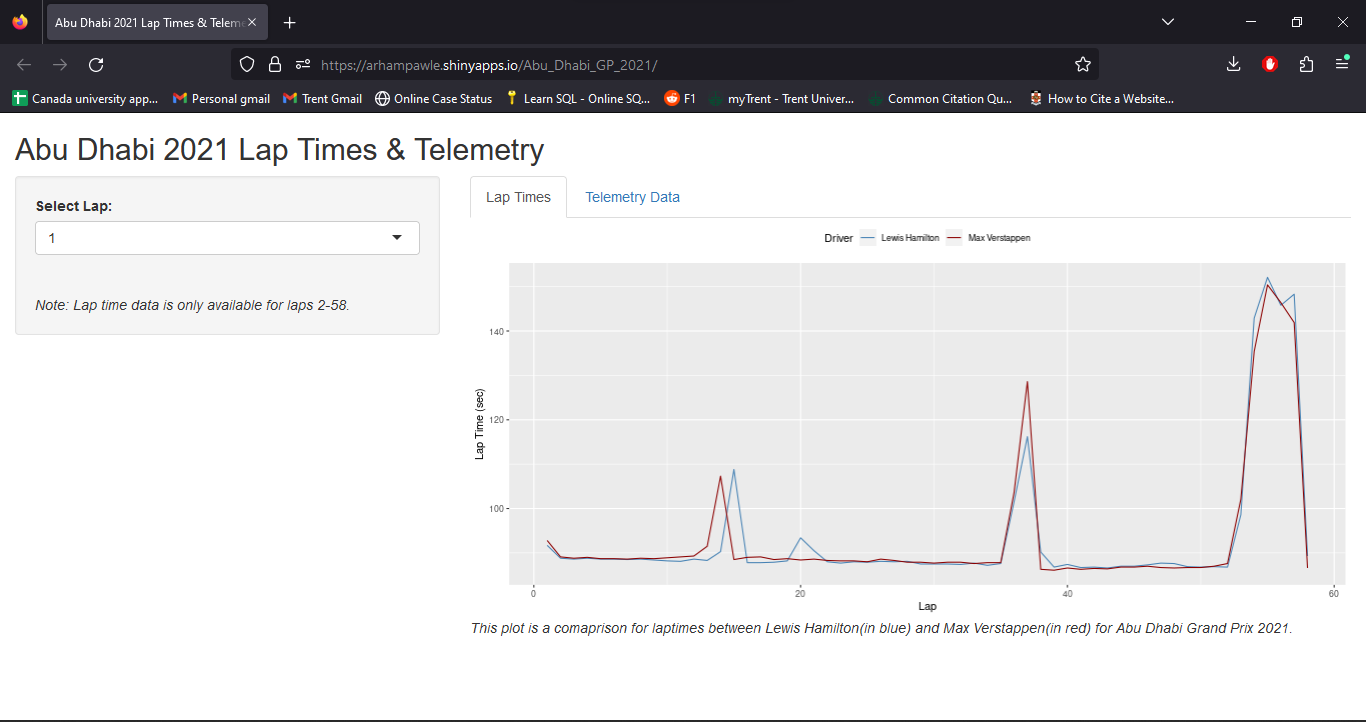 Abu Dhabi 2021 Lap Times & Teleme
https://arhampawle.shinyapps.io/Abu_Dhabi_GP_2021/
Canada university app... Personal gmail Trent Gmail Online Case Status Learn SQL - Online SQ... F1 myTrent - Trent Univer... Common Citation Qu... How to Cite a Website...
Abu Dhabi 2021 Lap Times & Telemetry
Select Lap:
1
Note: Lap time data is only available for laps 2-58.
Lap Times Telemetry Data
Driver Lewis Hamilton Max Verstappen
140
120
100
Lap Time (sec)
0 20 40 60
Lap
This plot is a comaprison for laptimes between Lewis Hamilton(in blue) and Max Verstappen(in red) for Abu Dhabi Grand Prix 2021.